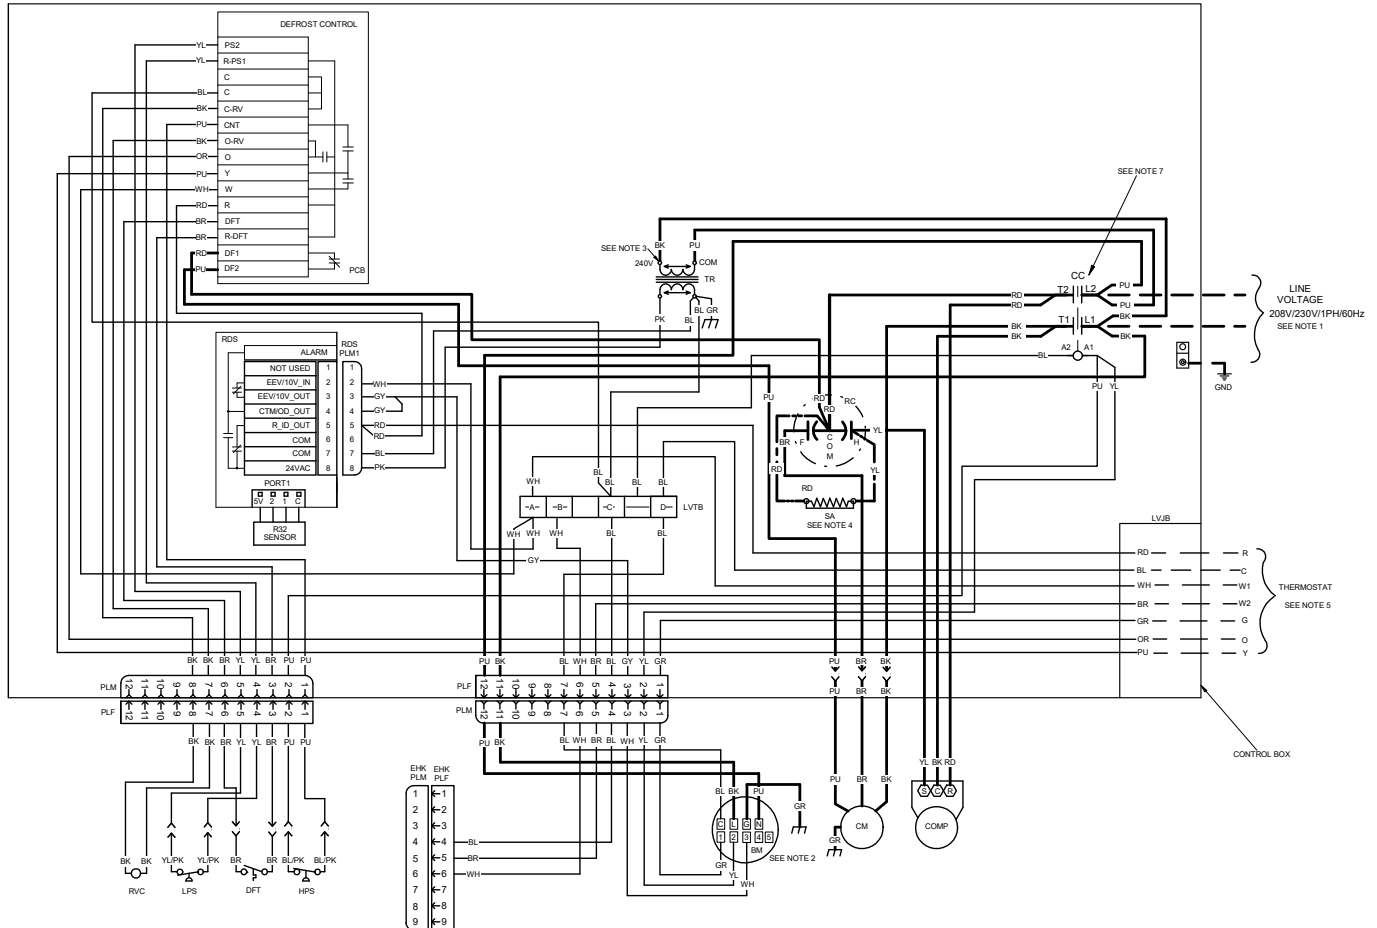 DEFROST CONTROL
YL PS2
YL R-PS1
C
BL C
BK C-RV
PU CNT
BK O-RV
OR O
PU Y
WH W
RD R
BR DFT
BR R-DFT
RD DF1
PU DF2
PCB
SEE NOTE 7
SEE NOTE 3
BK PU
240V COM
TR
BL GR
PK BL
CC
T2 L2
T1 L1
A2 A1
RD PU
RD PU
BK BK
BK BK
BL
PU YL
LINE
VOLTAGE
208V/230V/1PH/60Hz
SEE NOTE 1
GND
RDS
RDS
PLM1
ALARM
NOT USED 1 1
EEV/10V_IN 2 2 WH
EEV/10V_OUT 3 3 GY
CTM/OD_OUT 4 4 GY
R_ID_OUT 5 5 RD
COM 6 6 RD
COM 7 7 BL
24VAC 8 8 PK
PORT1
5V 2 1 C
R32
SENSOR
PU
RD RC
RD
BR F COM H YL
RD YL
RD
SA
SEE NOTE 4
WH BL BL BL BL
-A- -B- -C- D LVTB
WH WH WH BL BL
GY
LVJB
RD R
BL C
WH W1
BR W2
GR G
OR O
PU Y
THERMOSTAT
SEE NOTE 5
BK BK BR YL YL BR PU PU
PLM 12 11 10 9 8 7 6 5 4 3 2 1
PLF 12 11 10 9 8 7 6 5 4 3 2 1
BK BK BR YL YL BR PU PU
PU BK BL WH BR BL GY YL GR
PLF 12 11 10 9 8 7 6 5 4 3 2 1
PLM 12 11 10 9 8 7 6 5 4 3 2 1
PU BK BL WH BR BL WH YL GR
PU BR BK
PU BR BK
CONTROL BOX
YL BK RD
S C R
COMP
PU BR BK
CM
GR
BK BK YL/PK YL/PK BR BR BL/PK BL/PK
RVC LPS DFT HPS
EHK EHK
PLM PLF
1 1
2 2
3 3
4 4 BL
5 5 BR
6 6 WH
7 7
8 8
9 9
BL BK PU
GR
C L G N
1 2 3 4 5
BM
SEE NOTE 2
GR YL WH